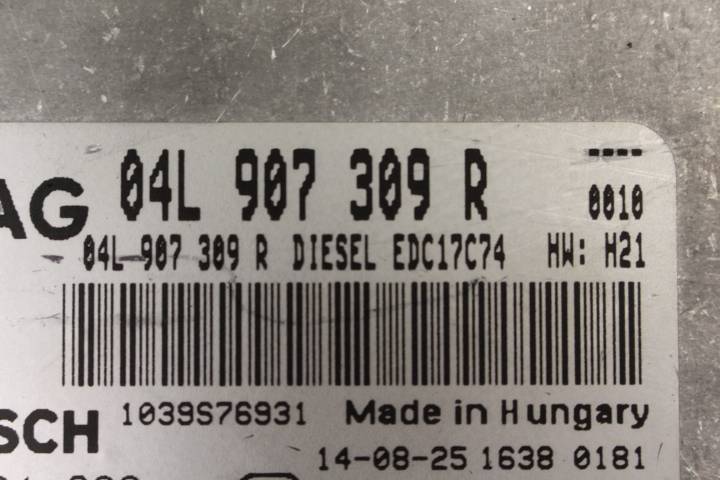 AG 04L 907 309 R ----
0010
04L 907 309 R DIESEL EDC17C74 HW: H21
SCH 1039S76931 Made in Hungary
14-08-25 1638 0181